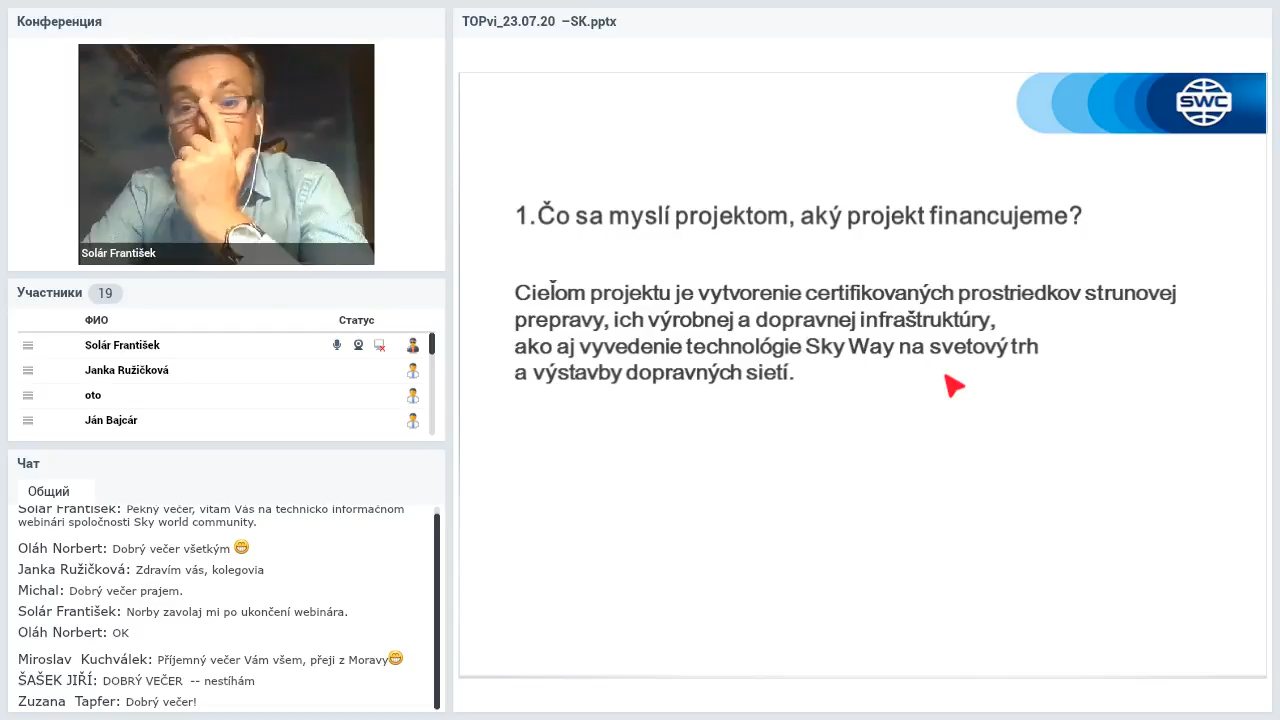 Конференция
Solár František
Участники 19
ФИО Статус
Solár František
Janka Ružičková
oto
Ján Bajcár
Чат
Общий
Solár František: Pekný večer, vítam Vás na technicko informačnom
webinári spoločnosti Sky world community.
Oláh Norbert: Dobrý večer všetkým
Janka Ružičková: Zdravím vás, kolegovia
Michal: Dobrý večer prajem.
Solár František: Norby zavolaj mi po ukončení webinára.
Oláh Norbert: OK
Miroslav Kuchválek: Příjemný večer Vám všem, přeji z Moravy
ŠAŠEK JIŘÍ: DOBRÝ VEČER -- nestíhám
Zuzana Tapfer: Dobrý večer!
TOPvi_23.07.20 –SK.pptx
SWC
1.Čo sa myslí projektom, aký projekt financujeme?
Cieľom projektu je vytvorenie certifikovaných prostriedkov strunovej
prepravy, ich výrobnej a dopravnej infraštruktúry,
ako aj vyvedenie technológie Sky Way na svetový trh
a výstavby dopravných sietí.